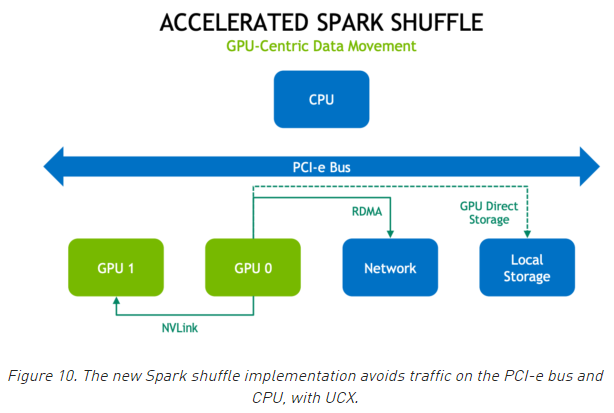 ACCELERATED SPARK SHUFFLE
GPU-Centric Data Movement
CPU
PCI-e Bus
RDMA
GPU Direct
Storage
GPU 1
GPU 0
Network
Local
Storage
NVLink
Figure 10. The new Spark shuffle implementation avoids traffic on the PCI-e bus and
CPU, with UCX.